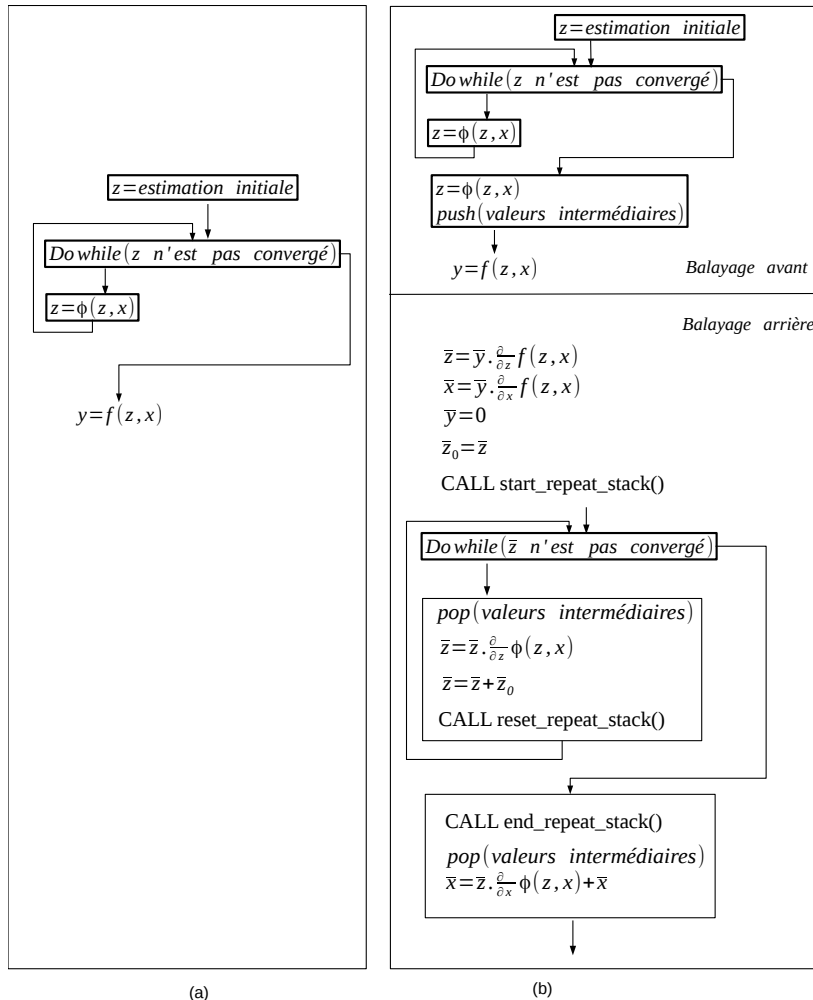 z=estimation initiale
Do while(z n'est pas convergé)
z=ϕ(z,x)
y=f(z,x)
(a)
z=estimation initiale
Do while(z n'est pas convergé)
z=ϕ(z,x)
z=ϕ(z,x)
push(valeurs intermédiaires)
y=f(z,x)
Balayage avant
Balayage arrière
z̅=y̅.∂/∂z f(z,x)
x̅=y̅.∂/∂x f(z,x)
y̅=0
z̅₀=z̅
CALL start_repeat_stack()
Do while(z̅ n'est pas convergé)
pop(valeurs intermédiaires)
z̅=z̅.∂/∂z ϕ(z,x)
z̅=z̅+z̅₀
CALL reset_repeat_stack()
CALL end_repeat_stack()
pop(valeurs intermédiaires)
x̅=z̅.∂/∂x ϕ(z,x)+x̅
(b)